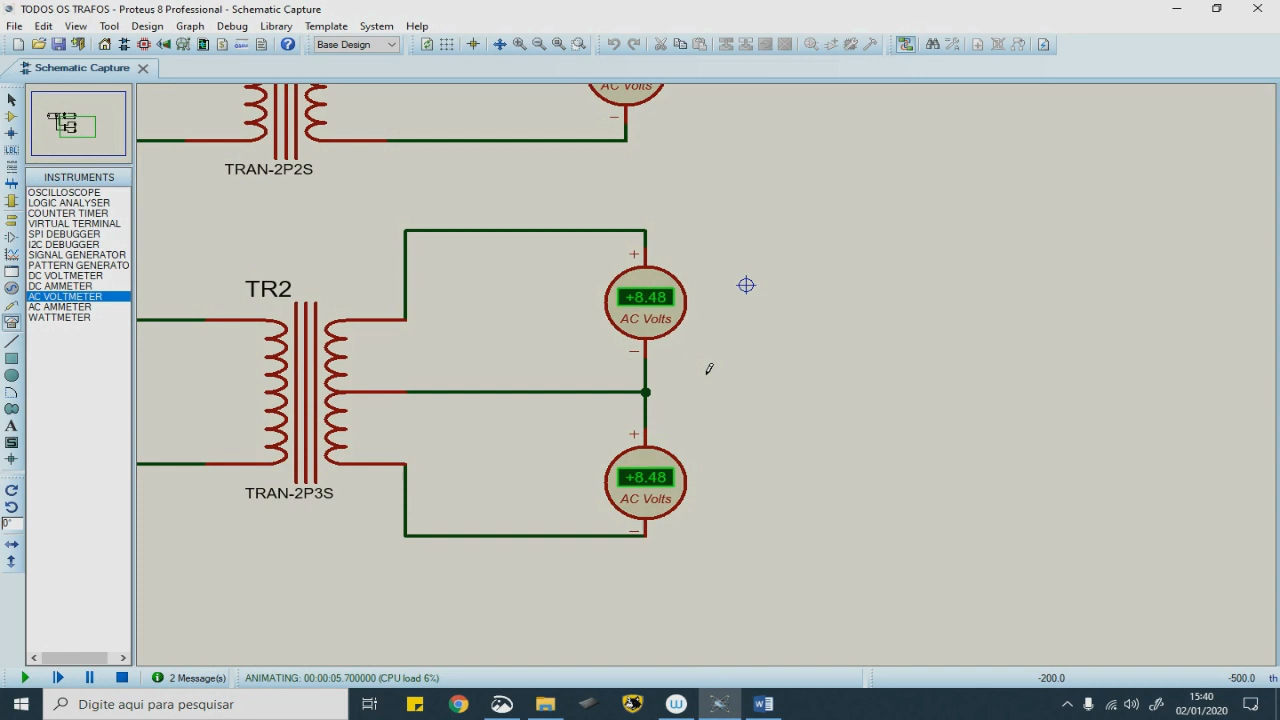 TODOS OS TRAFOS - Proteus 8 Professional - Schematic Capture
File Edit View Tool Design Graph Debug Library Template System Help
Base Design
Schematic Capture
AC Volts
TRAN-2P2S
LBL
INSTRUMENTS
OSCILLOSCOPE
LOGIC ANALYSER
COUNTER TIMER
VIRTUAL TERMINAL
SPI DEBUGGER
I2C DEBUGGER
SIGNAL GENERATOR
PATTERN GENERATO
DC VOLTMETER
DC AMMETER
AC VOLTMETER
AC AMMETER
WATTMETER
TR2
+8.48
AC Volts
+8.48
AC Volts
TRAN-2P3S
A
S
0°
2 Message(s)
ANIMATING: 00:00:05.700000 (CPU load 6%)
-200.0
-500.0
th
Digite aqui para pesquisar
15:40
02/01/2020